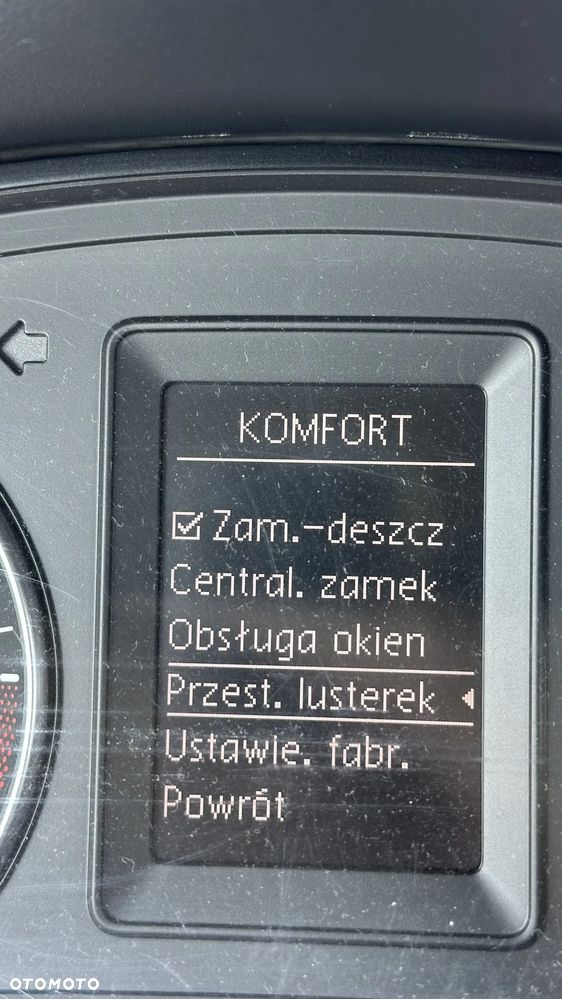 KOMFORT
Zam.-deszcz
Central. zamek
Obsługa okien
Przest. lusterek
Ustawie. fabr.
Powrót
OTOMOTO